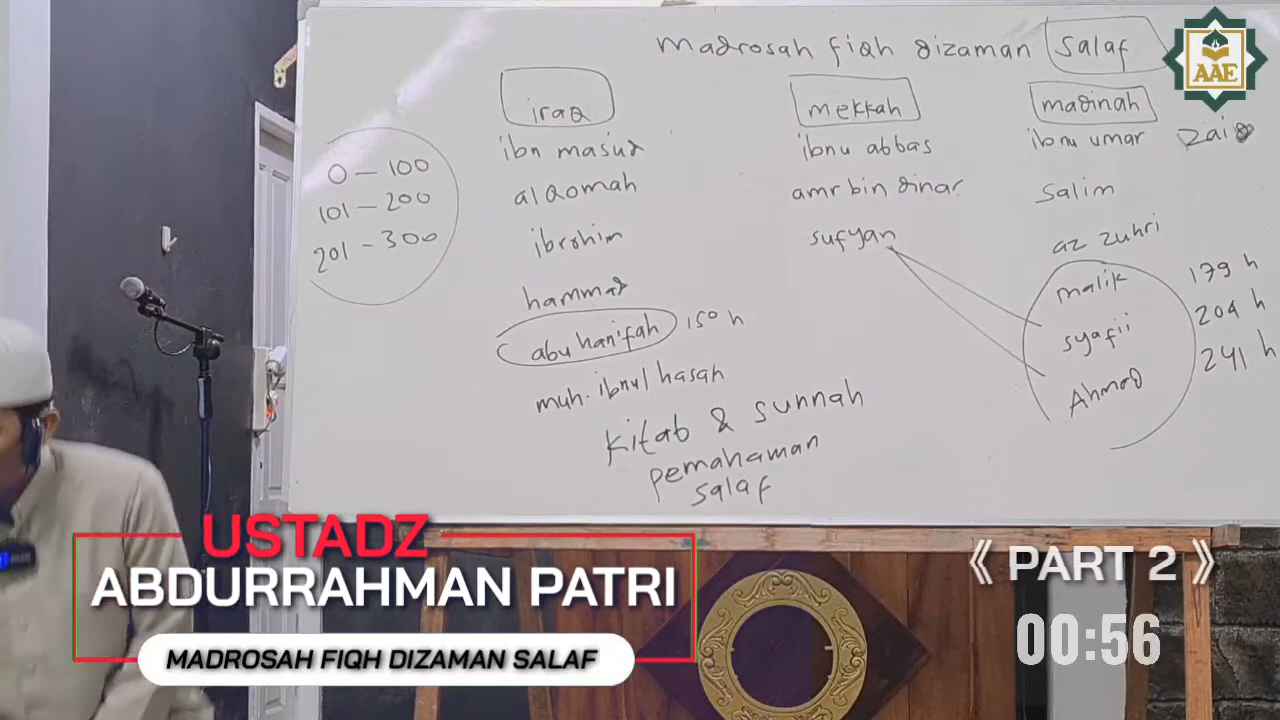 madrosah fiqh dizaman salaf
AAE
0 - 100
101 - 200
201 - 300
iraq
ibn masud
alqomah
ibrohim
hammad
abu hanifah 150 h
muh. ibnul hasan
mekkah
ibnu abbas
amr bin dinar
sufyan
madinah
ibnu umar zaid
salim
az zuhri
malik 179 h
syafii 204 h
Ahmad 241 h
kitab & sunnah
pemahaman
salaf
USTADZ
ABDURRAHMAN PATRI
MADROSAH FIQH DIZAMAN SALAF
《 PART 2 》
00:56